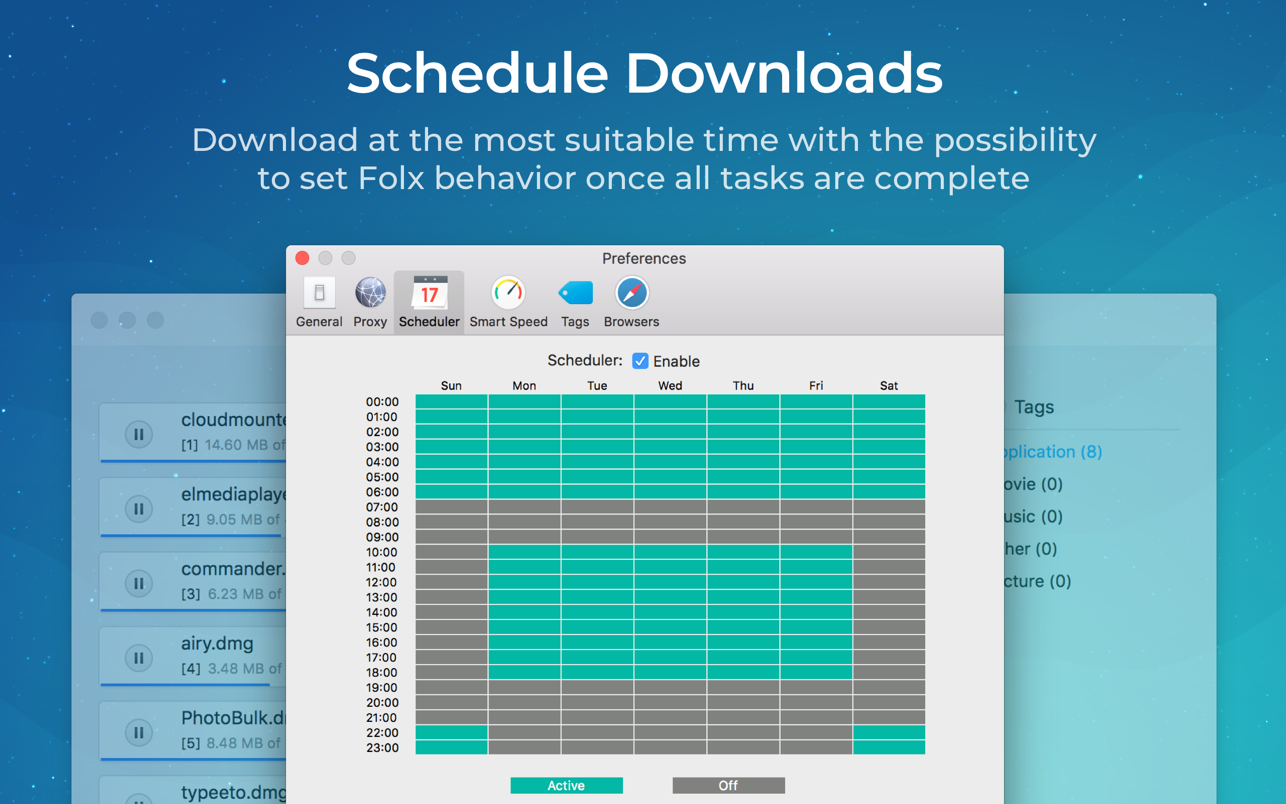 Schedule Downloads
Download at the most suitable time with the possibility
to set Folx behavior once all tasks are complete
Preferences
17
General Proxy Scheduler Smart Speed Tags Browsers
Scheduler: Enable
Sun Mon Tue Wed Thu Fri Sat
00:00
01:00
02:00
03:00
04:00
05:00
06:00
07:00
08:00
09:00
10:00
11:00
12:00
13:00
14:00
15:00
16:00
17:00
18:00
19:00
20:00
21:00
22:00
23:00
Active Off
cloudmounte
[1] 14.60 MB of
elmediaplaye
[2] 9.05 MB of
commander.
[3] 6.23 MB of
airy.dmg
[4] 3.48 MB of
PhotoBulk.d
[5] 8.48 MB of
typeeto.dmg
Tags
plication (8)
ovie (0)
usic (0)
her (0)
cture (0)